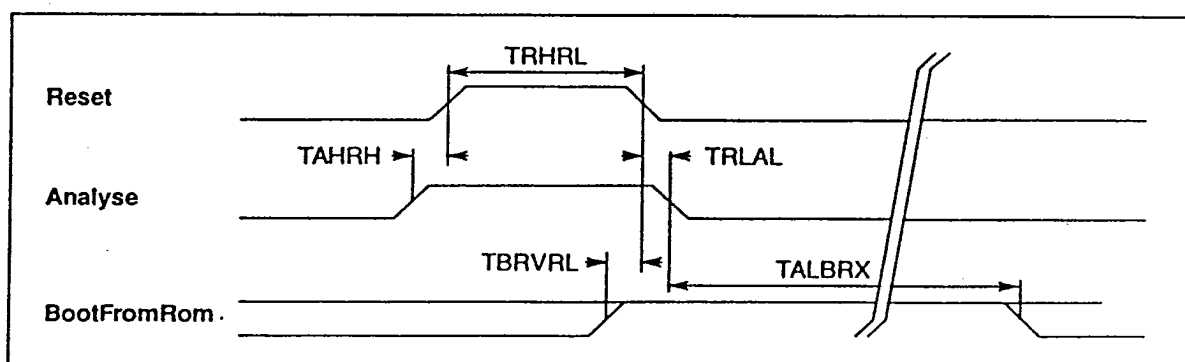 TRHRL
Reset
TAHRH
TRLAL
Analyse
TBRVRL
TALBRX
BootFromRom